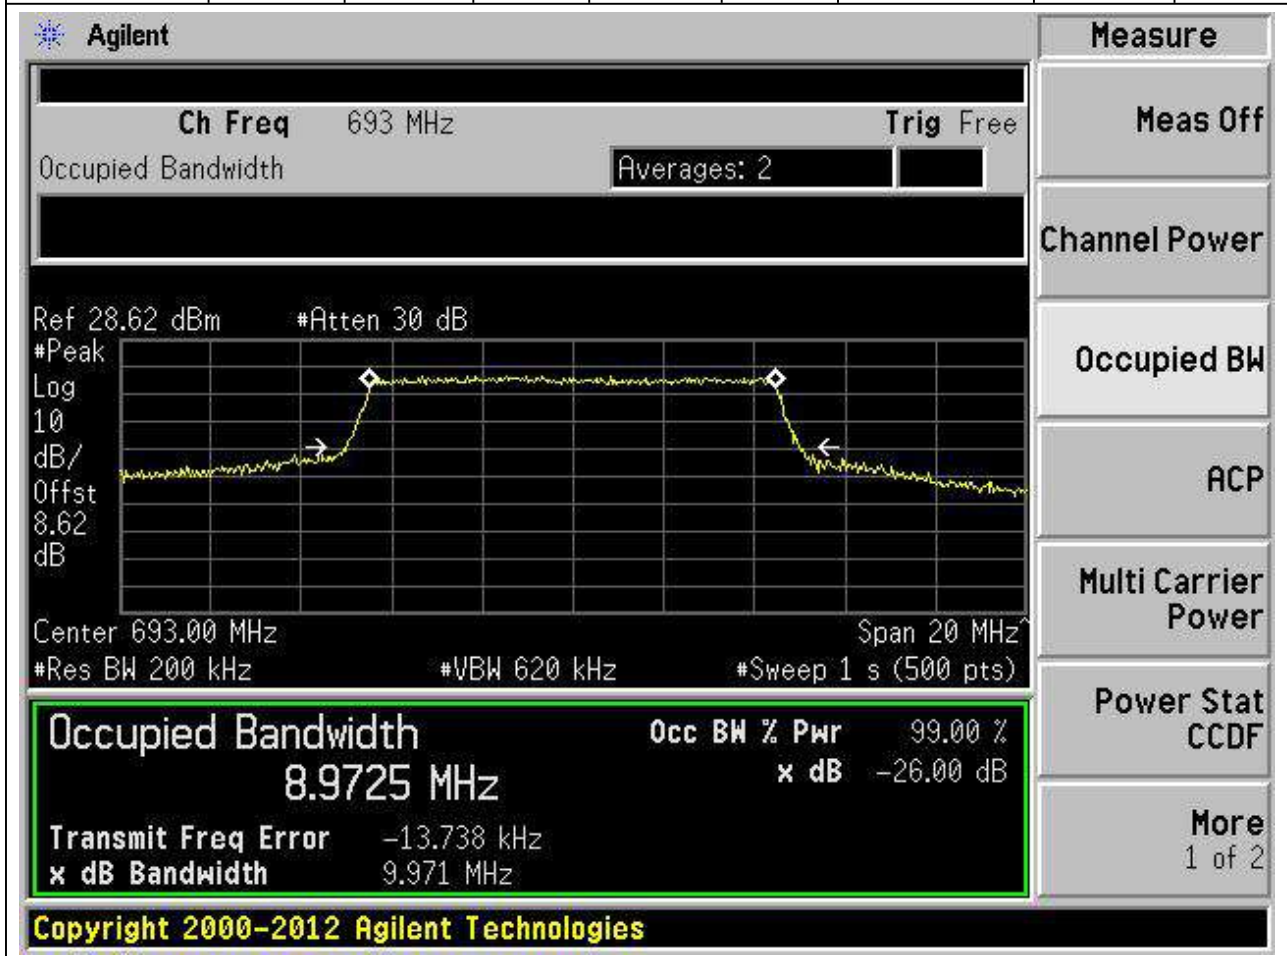 Agilent
Measure
Ch Freq 693 MHz Trig Free
Occupied Bandwidth Averages: 2
Meas Off
Channel Power
Occupied BW
ACP
Multi Carrier
Power
Power Stat
CCDF
More
1 of 2
Ref 28.62 dBm #Atten 30 dB
#Peak
Log
10
dB/
Offst
8.62
dB
Center 693.00 MHz Span 20 MHz^
#Res BW 200 kHz #VBW 620 kHz #Sweep 1 s (500 pts)
Occupied Bandwidth Occ BW % Pwr 99.00 %
8.9725 MHz x dB -26.00 dB
Transmit Freq Error -13.738 kHz
x dB Bandwidth 9.971 MHz
Copyright 2000-2012 Agilent Technologies